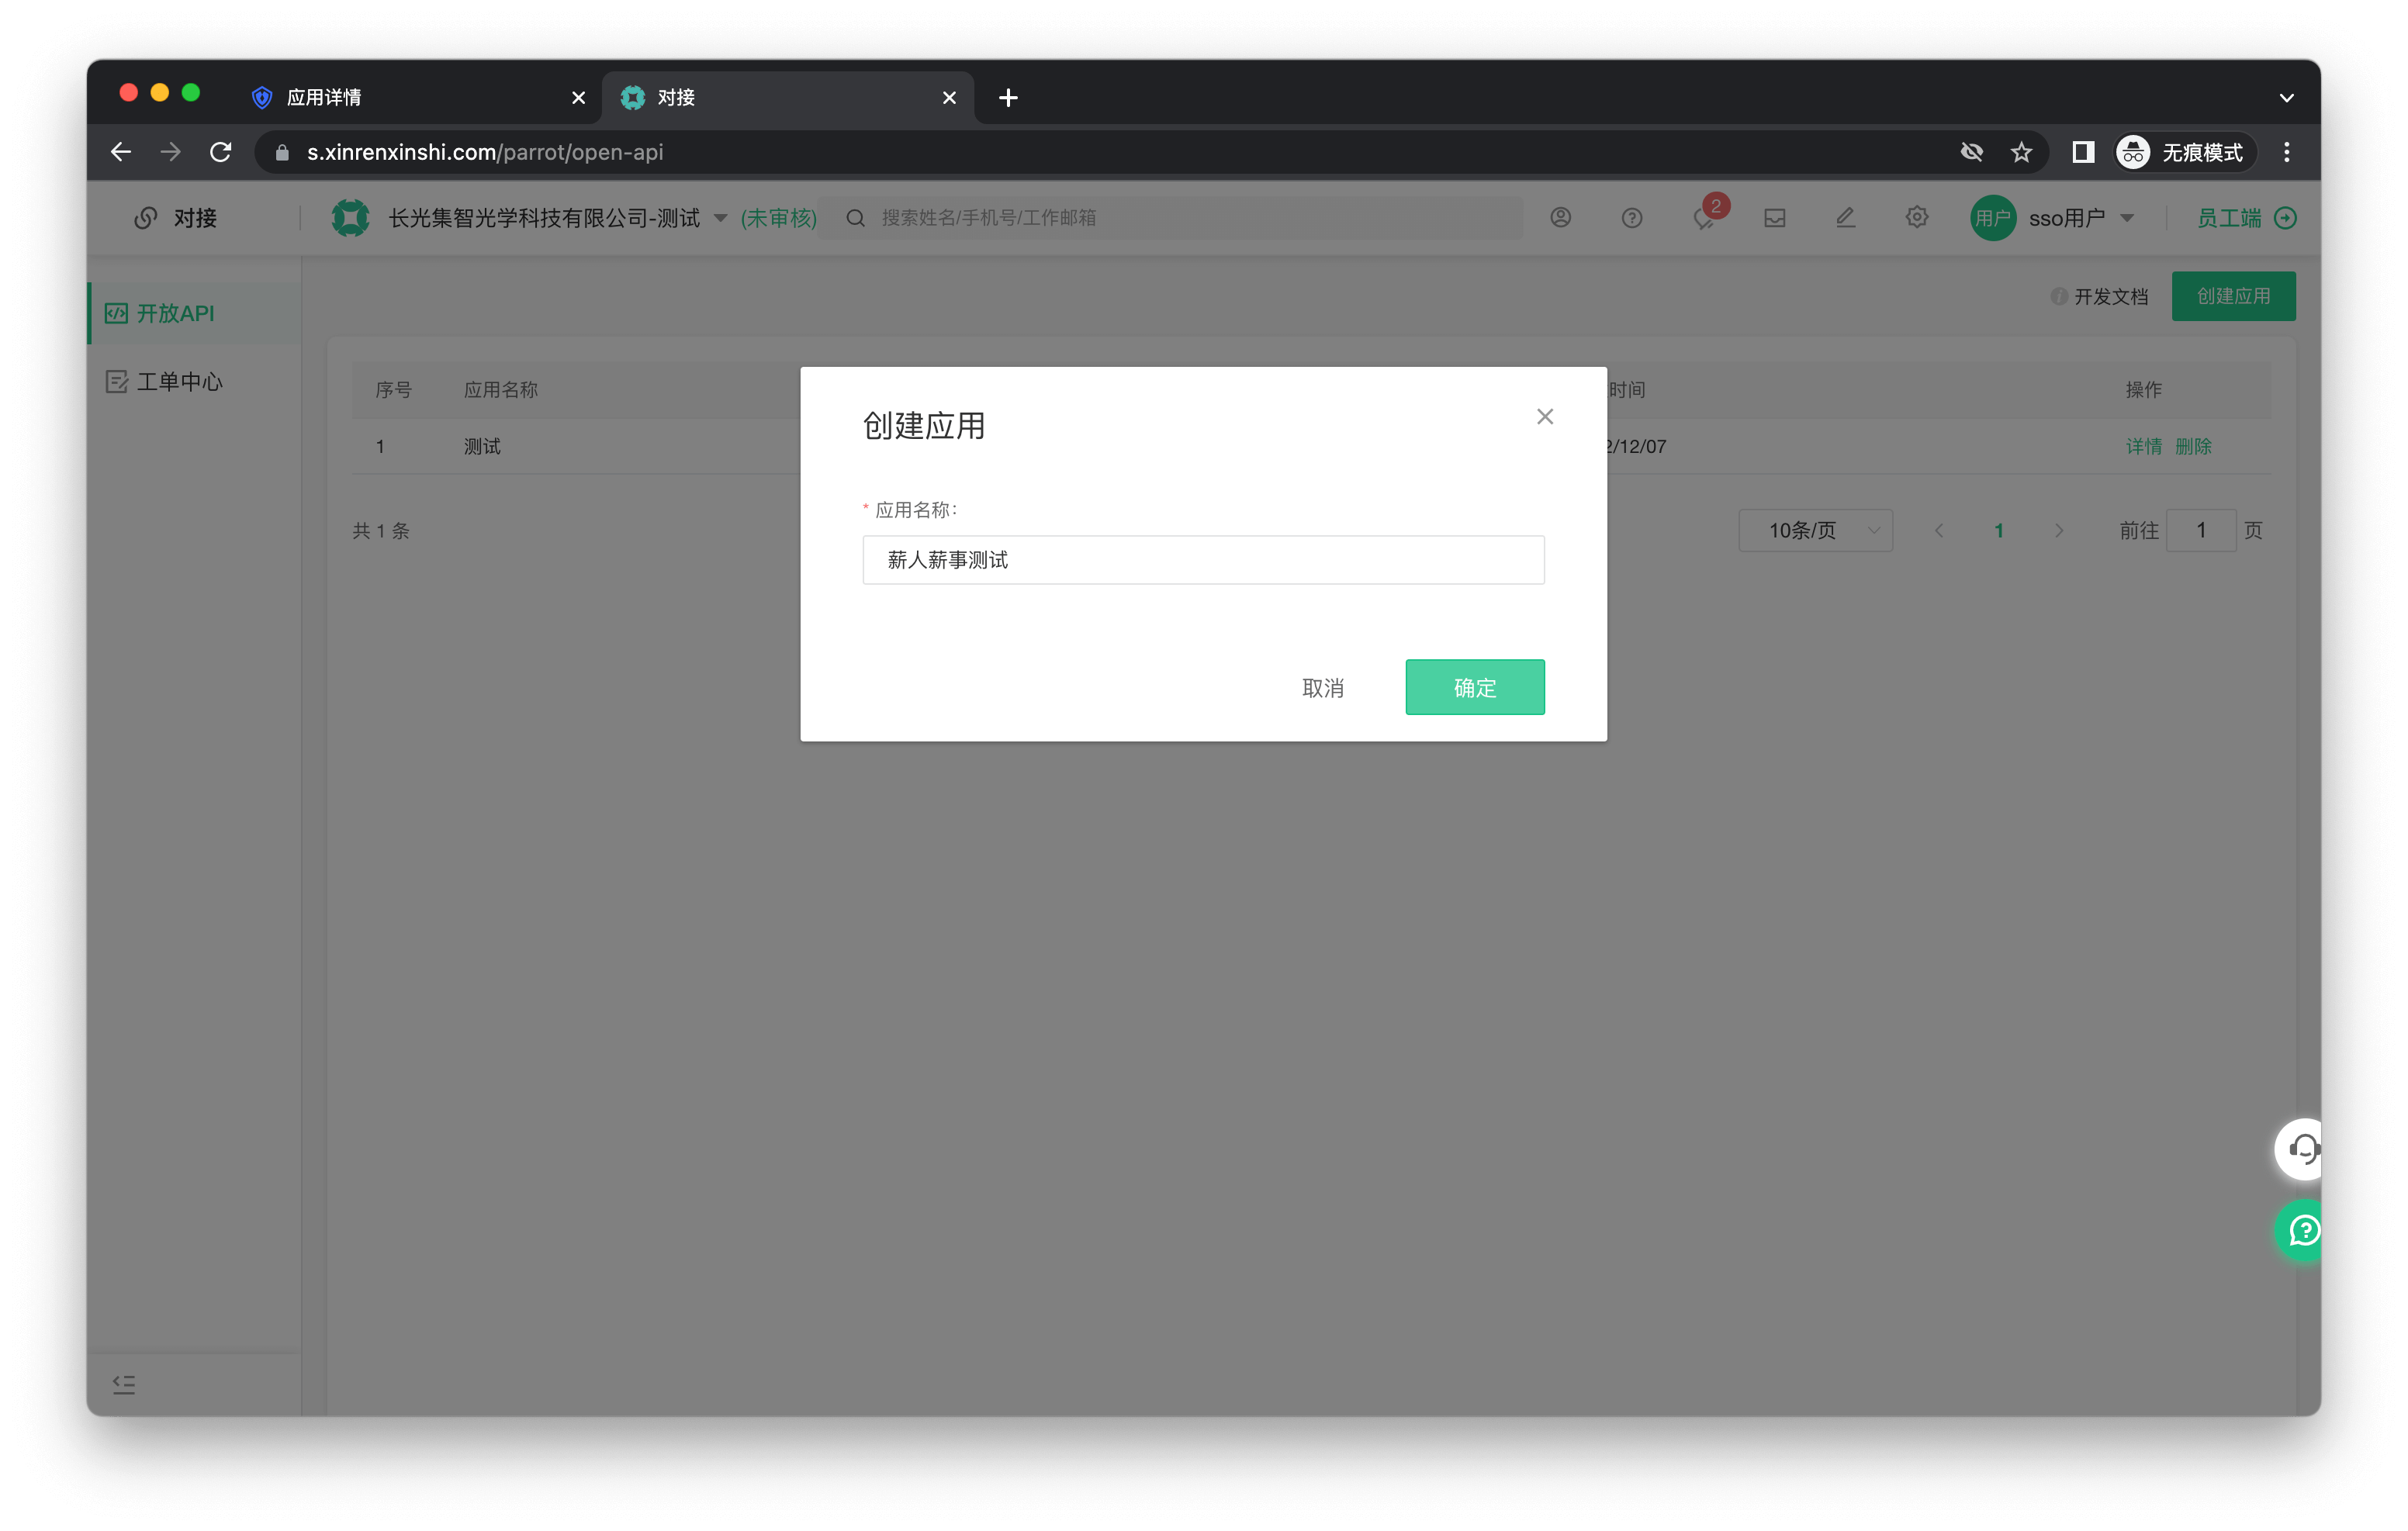 应用详情
对接
s.xinrenxinshi.com/parrot/open-api
无痕模式
对接
长光集智光学科技有限公司-测试
(未审核)
搜索姓名/手机号/工作邮箱
2
用户
sso用户
员工端
开放API
工单中心
开发文档
创建应用
序号
应用名称
时间
操作
1
测试
2/12/07
详情
删除
共 1 条
10条/页
1
前往
1
页
创建应用
* 应用名称:
薪人薪事测试
取消
确定